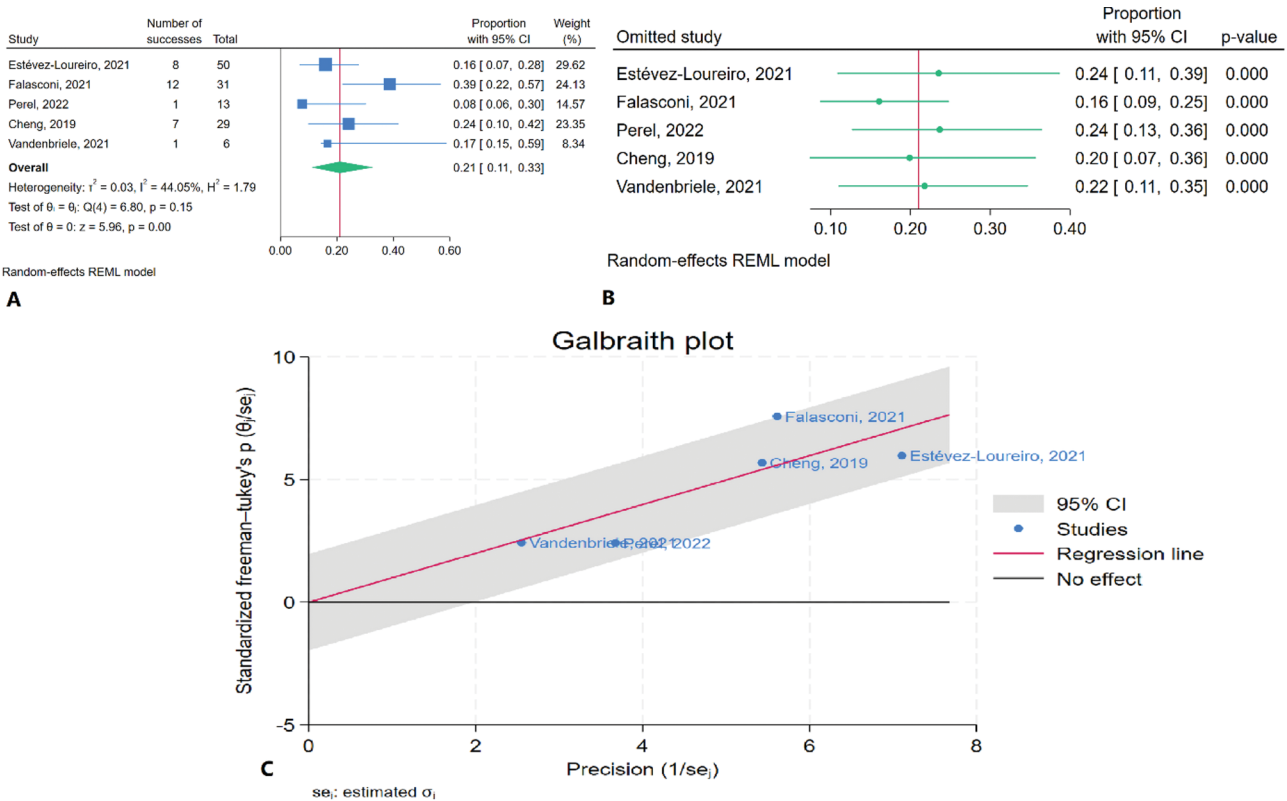 Number of
successes
Proportion
with 95% CI
Weight
(%)
Study Total
Estévez-Loureiro, 2021 8 50 0.16 [ 0.07, 0.28] 29.62
Falasconi, 2021 12 31 0.39 [ 0.22, 0.57] 24.13
Perel, 2022 1 13 0.08 [ 0.06, 0.30] 14.57
Cheng, 2019 7 29 0.24 [ 0.10, 0.42] 23.35
Vandenbriele, 2021 1 6 0.17 [ 0.15, 0.59] 8.34
Overall 0.21 [ 0.11, 0.33]
Heterogeneity: τ² = 0.03, I² = 44.05%, H² = 1.79
Test of θᵢ = θⱼ: Q(4) = 6.80, p = 0.15
Test of θ = 0: z = 5.96, p = 0.00
0.00 0.20 0.40 0.60
Random-effects REML model
A
Proportion
Omitted study with 95% CI p-value
Estévez-Loureiro, 2021 0.24 [ 0.11, 0.39] 0.000
Falasconi, 2021 0.16 [ 0.09, 0.25] 0.000
Perel, 2022 0.24 [ 0.13, 0.36] 0.000
Cheng, 2019 0.20 [ 0.07, 0.36] 0.000
Vandenbriele, 2021 0.22 [ 0.11, 0.35] 0.000
0.10 0.20 0.30 0.40
Random-effects REML model
B
Galbraith plot
Standardized freeman–tukey's p (θⱼ/seⱼ)
10
5
0
-5
Falasconi, 2021
Cheng, 2019
Estévez-Loureiro, 2021
Vandenbriele, 2021
Perel, 2022
0 2 4 6 8
Precision (1/seⱼ)
95% CI
Studies
Regression line
No effect
C
seⱼ: estimated σⱼ